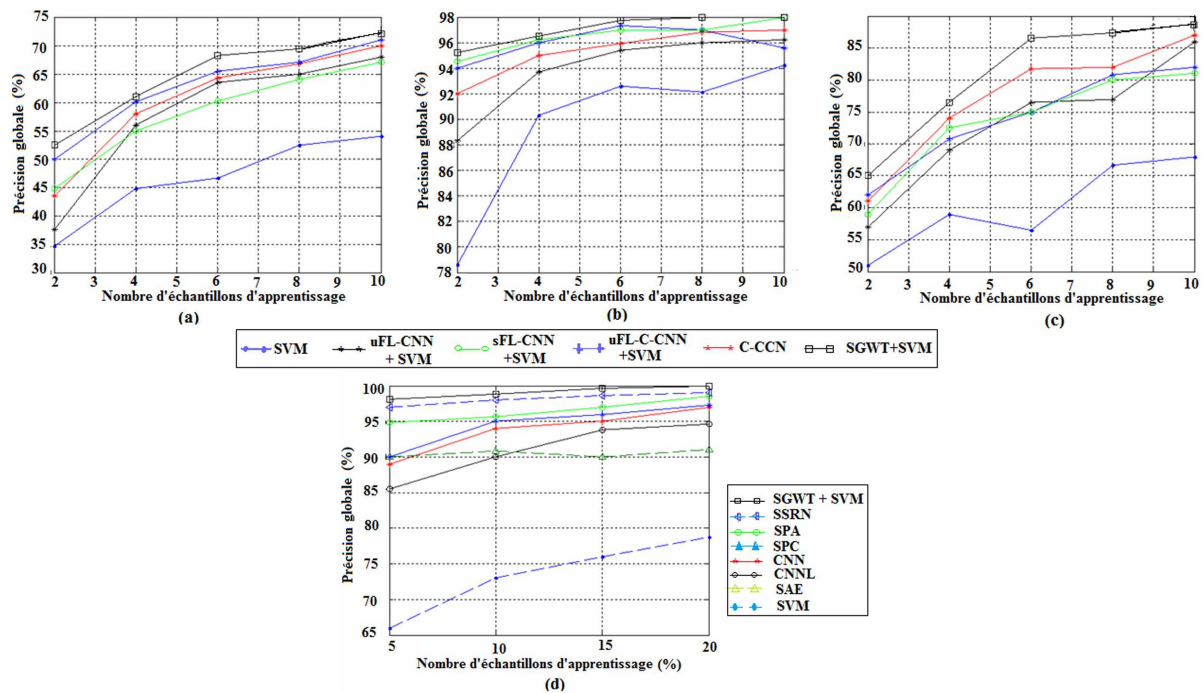 Précision globale (%)
75
70
65
60
55
50
45
40
35
30
2
3
4
5
6
7
8
9
10
Nombre d'échantillons d'apprentissage
(a)
Précision globale (%)
98
96
94
92
90
88
86
84
82
80
78
2
3
4
5
6
7
8
9
10
Nombre d'échantillons d'apprentissage
(b)
Précision globale (%)
85
80
75
70
65
60
55
50
2
3
4
5
6
7
8
9
10
Nombre d'échantillons d'apprentissage
(c)
SVM
uFL-CNN
+ SVM
sFL-CNN
+SVM
uFL-C-CNN
+SVM
C-CCN
SGWT+SVM
Précision globale (%)
100
95
90
85
80
75
70
65
5
10
15
20
Nombre d'échantillons d'apprentissage (%)
(d)
SGWT + SVM
SSRN
SPA
SPC
CNN
CNNL
SAE
SVM